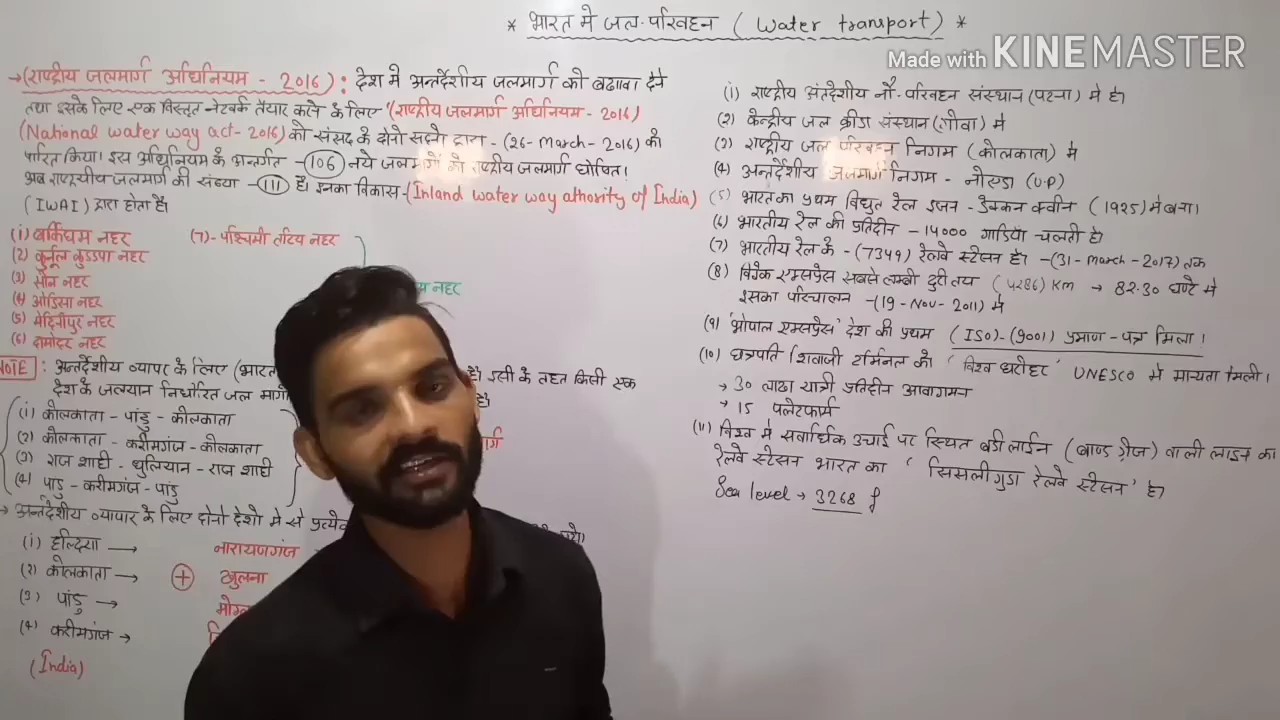 * भारत मे जल परिवहन ( Water transport) *
Made with KINEMASTER
→(राष्ट्रीय जलमार्ग अधिनियम - 2016) : देश मे अन्तर्देशीय जलमार्ग को बढावा देने
तथा इसके लिए एक विस्तृत नेटवर्क तैयार करने के लिए (राष्ट्रीय जलमार्ग अधिनियम - 2016)
(National water way act- 2016) को संसद के दोनो सदनो द्वारा - (26-march-2016) को
पारित किया। इस अधिनियम के अन्तर्गत - (106) नये जलमार्गो को राष्ट्रीय जलमार्ग घोषित।
अब राष्ट्रीय जलमार्ग की संख्या - (111) है। इनका विकास - (Inland water way athority of India)
(IWAI) द्वारा होता है।
(1) बकिंघम नहर (7)- पश्चिमी तटिय नहर
(2) कुर्नूल कुडप्पा नहर
(3) सोन नहर
नहर
(4) ओडिसा नहर
(5) मेदिनीपुर नहर
(6) दामोदर नहर
NOTE : अन्तर्देशीय व्यापार के लिए (भारत है। इसी के तहत किसी एक
देश के जलयान निर्धारित जल मार्ग है।
(1) कोलकाता - पांडु - कोलकाता
(2) कोलकाता - करीमगंज - कोलकाता
(3) राजशाही - धुलियान - राजशाही
(4) पांडु - करीमगंज - पांडु
→ अन्तर्देशीय व्यापार के लिए दोनो देशो मे से प्रत्येक
(1) हल्दिया → नारायणगंज
(2) कोलकाता → + खुलना
(3) पांडु →
(4) करीमगंज →
(India)
(1) राष्ट्रीय अंतर्देशीय नौ-परिवहन संस्थान (पटना) मे है।
(2) केन्द्रीय जल क्रीडा संस्थान (गोवा) मे
(3) राष्ट्रीय जल परिवहन निगम (कोलकाता) मे
(4) अन्तर्देशीय जलमार्ग निगम - नोएडा (U.P)
(5) भारत का प्रथम विद्युत रेल इंजन - डेक्कन क्वीन (1925) मे बना।
(6) भारतीय रेल की प्रतिदीन - 14000 गाडिया चलती है।
(7) भारतीय रेल के - (7349) रेलवे स्टेसन है। - (31-march-2017) तक
(8) विवेक एक्सप्रेस सबसे लम्बी दुरी तय (4286) Km → 82.30 घण्टे मे
इसका परिचालन - (19-Nov-2011) मे
(9) 'भोपाल एक्सप्रेस' देश की प्रथम (ISO)-(9001) प्रमाण-पत्र मिला।
(10) छत्रपति शिवाजी टर्मिनल को 'विश्व धरोहर' UNESCO मे मान्यता मिली।
→ 30 लाख यात्री प्रतिदीन आवागमन
→ 15 प्लेटफार्म
(11) विश्व मे सर्वाधिक उचाई पर स्थित बडी लाईन (ब्राण्ड ग्रेज) वाली लाइन का
रेलवे स्टेसन भारत का 'सिसलीगुडा रेलवे स्टेसन' है।
Sea level → 3268 f